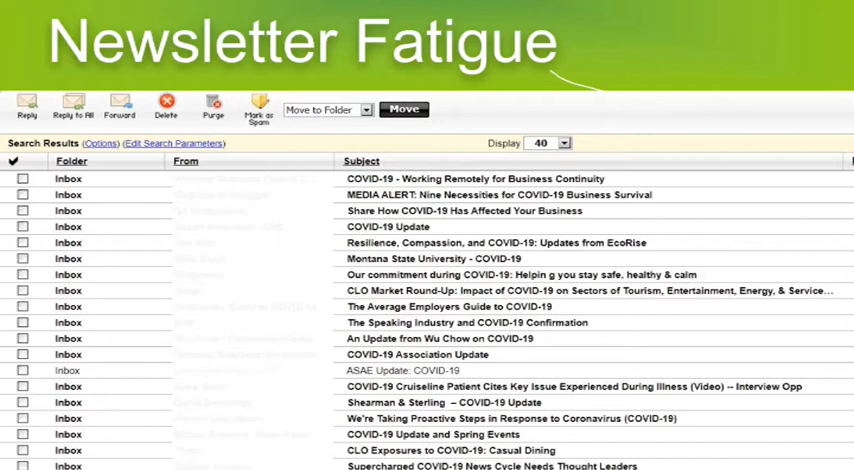 Newsletter Fatigue
Reply Reply to All Forward Delete Purge Mark as Spam Move to Folder Move
Search Results (Options) (Edit Search Parameters) Display 40
Folder From Subject
Inbox COVID-19 - Working Remotely for Business Continuity
Inbox MEDIA ALERT: Nine Necessities for COVID-19 Business Survival
Inbox Share How COVID-19 Has Affected Your Business
Inbox COVID-19 Update
Inbox Resilience, Compassion, and COVID-19: Updates from EcoRise
Inbox Montana State University - COVID-19
Inbox Our commitment during COVID-19: Helpin g you stay safe, healthy & calm
Inbox CLO Market Round-Up: Impact of COVID-19 on Sectors of Tourism, Entertainment, Energy, & Service...
Inbox The Average Employers Guide to COVID-19
Inbox The Speaking Industry and COVID-19 Confirmation
Inbox An Update from Wu Chow on COVID-19
Inbox COVID-19 Association Update
Inbox ASAE Update: COVID-19
Inbox COVID-19 Cruiseline Patient Cites Key Issue Experienced During Illness (Video) -- Interview Opp
Inbox Shearman & Sterling – COVID-19 Update
Inbox We're Taking Proactive Steps in Response to Coronavirus (COVID-19)
Inbox COVID-19 Update and Spring Events
Inbox CLO Exposures to COVID-19: Casual Dining
Inbox Supercharged COVID-19 News Cycle Needs Thought Leaders